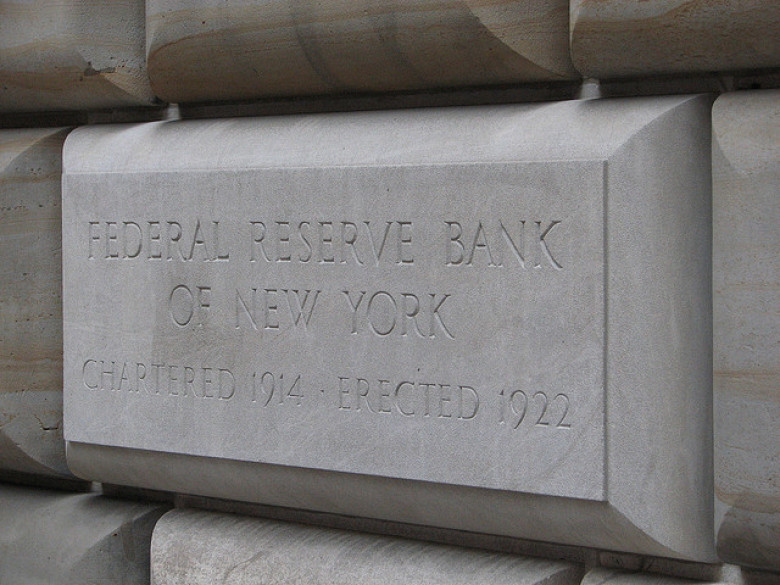 FEDERAL RESERVE BANK
OF NEW YORK
CHARTERED 1914 · ERECTED 1922